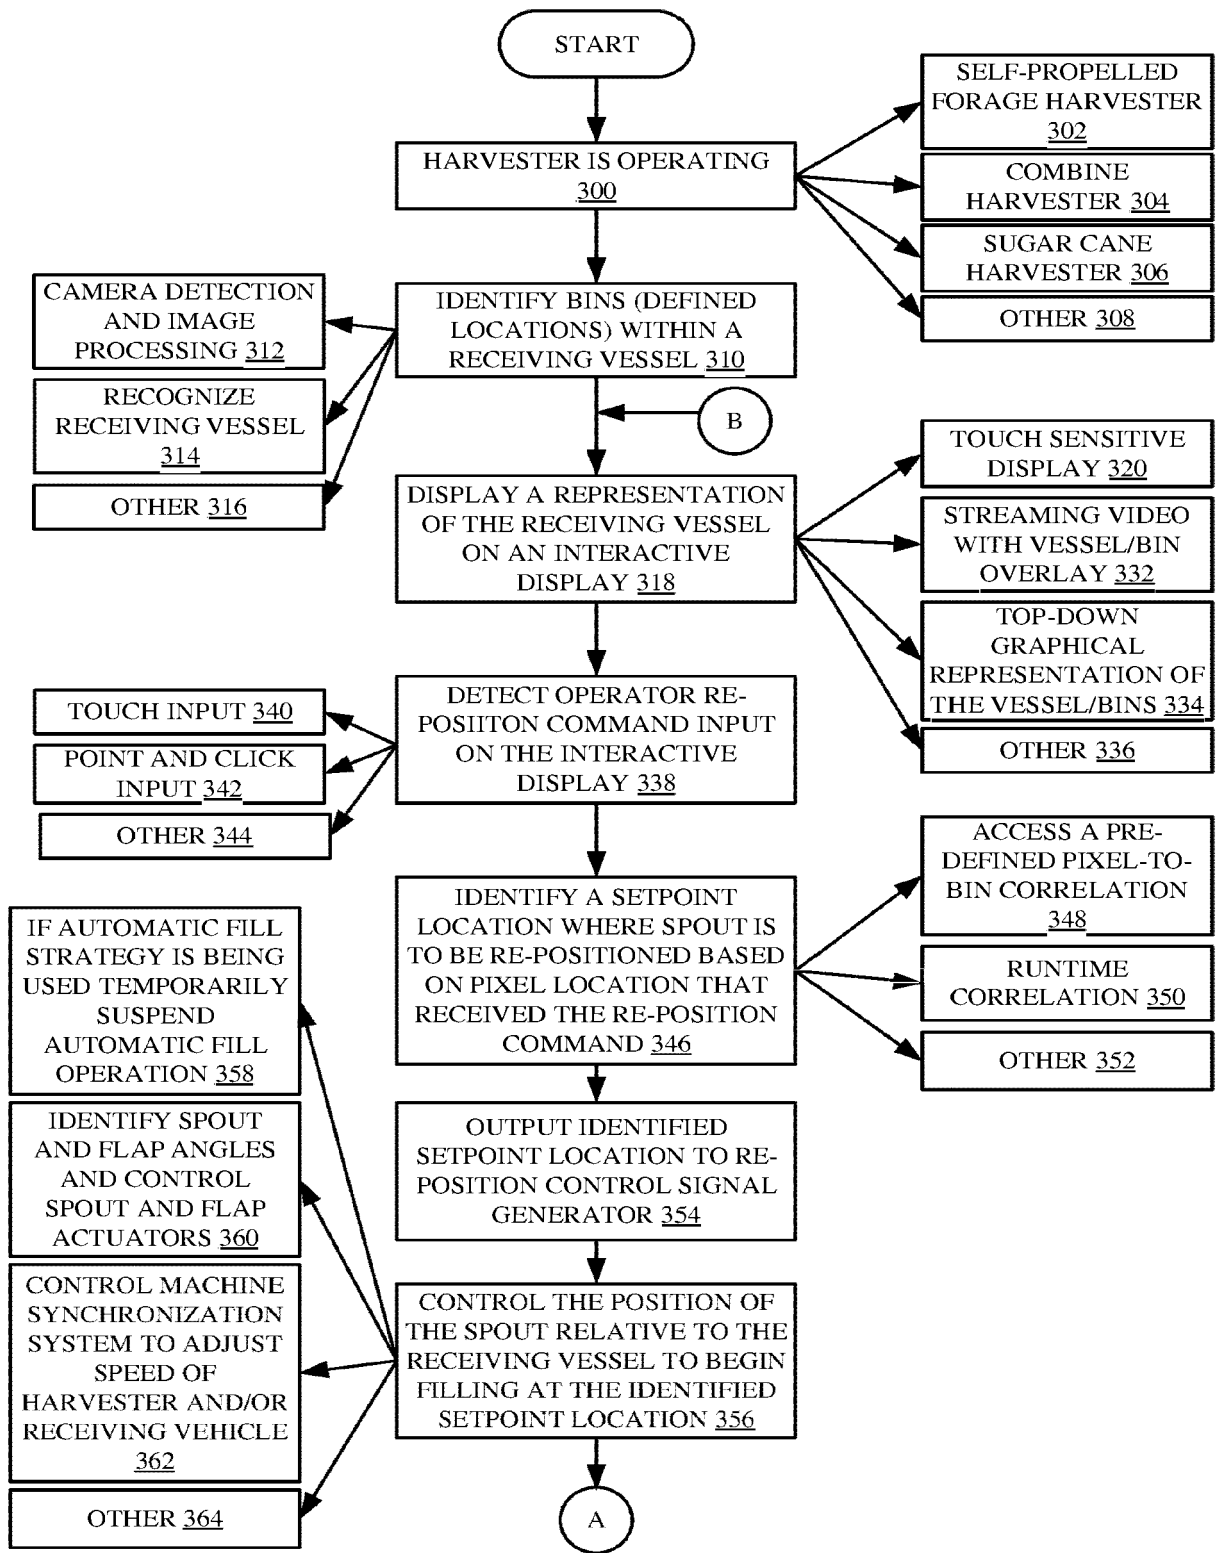 START
HARVESTER IS OPERATING
300
SELF-PROPELLED
FORAGE HARVESTER
302
COMBINE
HARVESTER 304
SUGAR CANE
HARVESTER 306
OTHER 308
IDENTIFY BINS (DEFINED
LOCATIONS) WITHIN A
RECEIVING VESSEL 310
CAMERA DETECTION
AND IMAGE
PROCESSING 312
RECOGNIZE
RECEIVING VESSEL
314
OTHER 316
B
DISPLAY A REPRESENTATION
OF THE RECEIVING VESSEL
ON AN INTERACTIVE
DISPLAY 318
TOUCH SENSITIVE
DISPLAY 320
STREAMING VIDEO
WITH VESSEL/BIN
OVERLAY 332
TOP-DOWN
GRAPHICAL
REPRESENTATION OF
THE VESSEL/BINS 334
OTHER 336
DETECT OPERATOR RE-
POSIITON COMMAND INPUT
ON THE INTERACTIVE
DISPLAY 338
TOUCH INPUT 340
POINT AND CLICK
INPUT 342
OTHER 344
IDENTIFY A SETPOINT
LOCATION WHERE SPOUT IS
TO BE RE-POSITIONED BASED
ON PIXEL LOCATION THAT
RECEIVED THE RE-POSITION
COMMAND 346
ACCESS A PRE-
DEFINED PIXEL-TO-
BIN CORRELATION
348
RUNTIME
CORRELATION 350
OTHER 352
OUTPUT IDENTIFIED
SETPOINT LOCATION TO RE-
POSITION CONTROL SIGNAL
GENERATOR 354
CONTROL THE POSITION OF
THE SPOUT RELATIVE TO THE
RECEIVING VESSEL TO BEGIN
FILLING AT THE IDENTIFIED
SETPOINT LOCATION 356
IF AUTOMATIC FILL
STRATEGY IS BEING
USED TEMPORARILY
SUSPEND
AUTOMATIC FILL
OPERATION 358
IDENTIFY SPOUT
AND FLAP ANGLES
AND CONTROL
SPOUT AND FLAP
ACTUATORS 360
CONTROL MACHINE
SYNCHRONIZATION
SYSTEM TO ADJUST
SPEED OF
HARVESTER AND/OR
RECEIVING VEHICLE
362
OTHER 364
A